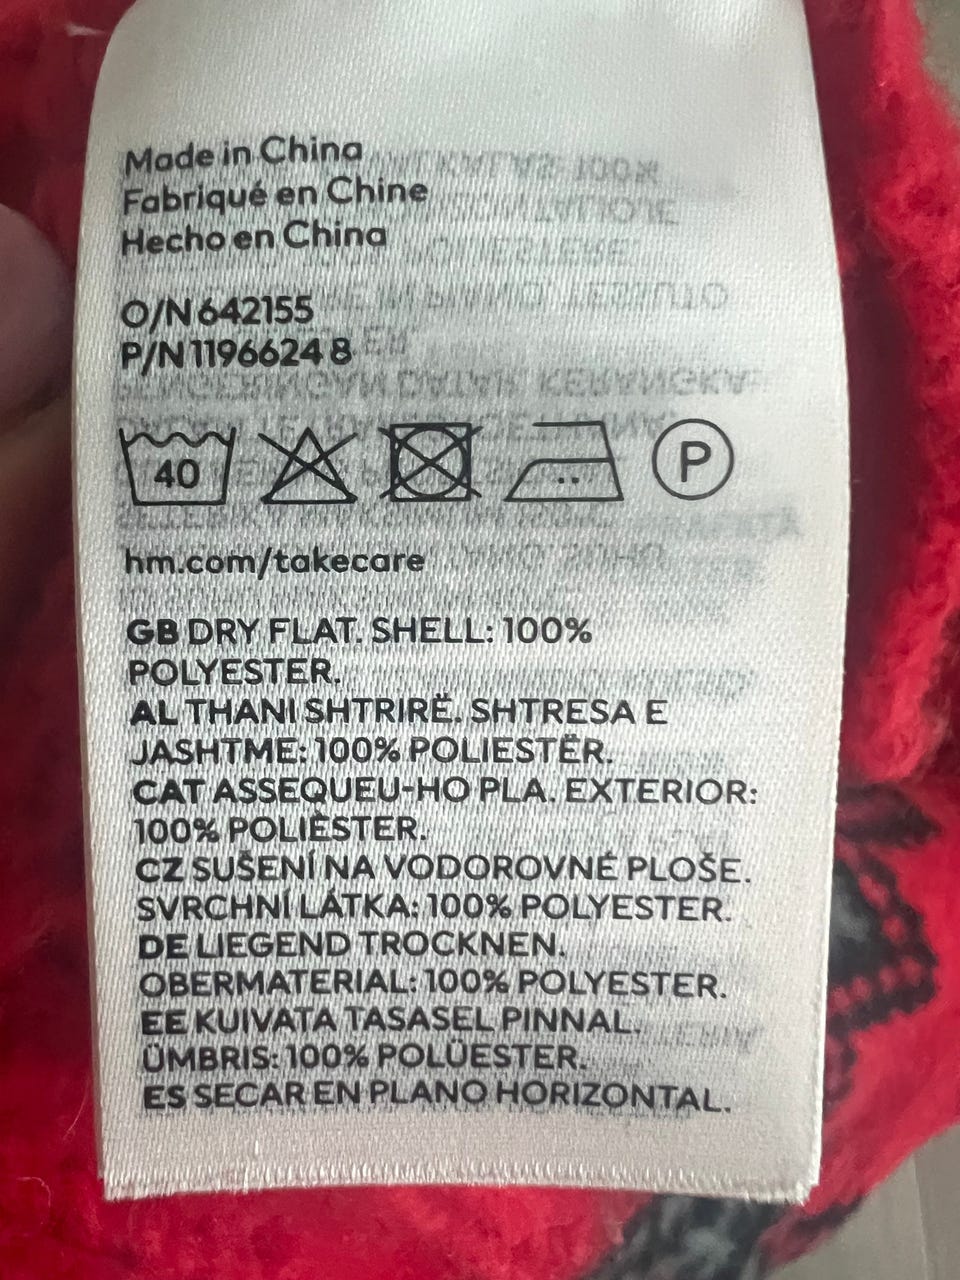 Made in China
Fabriqué en Chine
Hecho en China
O/N 642155
P/N 1196624 8
40 P
hm.com/takecare
GB DRY FLAT. SHELL: 100%
POLYESTER.
AL THANI SHTRIRË. SHTRESA E
JASHTME: 100% POLIESTËR.
CAT ASSEQUEU-HO PLA. EXTERIOR:
100% POLIÈSTER.
CZ SUŠENÍ NA VODOROVNÉ PLOŠE.
SVRCHNÍ LÁTKA: 100% POLYESTER.
DE LIEGEND TROCKNEN.
OBERMATERIAL: 100% POLYESTER.
EE KUIVATA TASASEL PINNAL.
ÜMBRIS: 100% POLÜESTER.
ES SECAR EN PLANO HORIZONTAL.